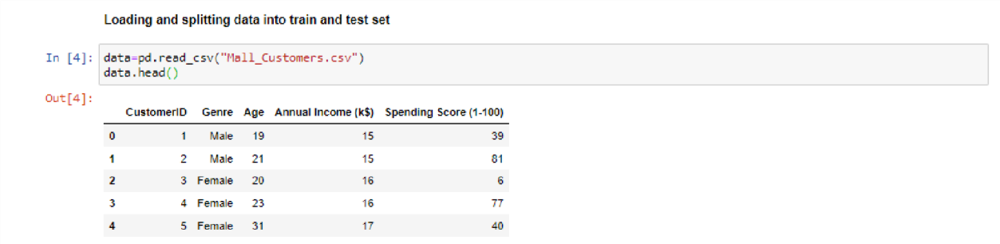 Loading and splitting data into train and test set
In [4]: data=pd.read_csv("Mall_Customers.csv")
data.head()
Out[4]:
CustomerID Genre Age Annual Income (k$) Spending Score (1-100)
0 1 Male 19 15 39
1 2 Male 21 15 81
2 3 Female 20 16 6
3 4 Female 23 16 77
4 5 Female 31 17 40